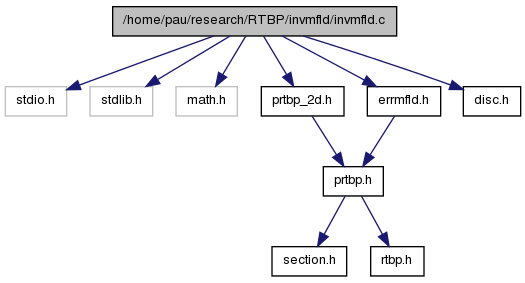 /home/pau/research/RTBP/invmfld/invmfld.c
stdio.h
stdlib.h
math.h
prtbp_2d.h
errmfld.h
disc.h
prtbp.h
section.h
rtbp.h